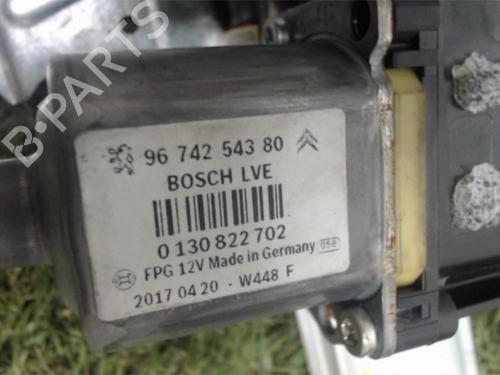 B-PARTS
96 742 543 80
BOSCH LVE
0 130 822 702
FPG 12V Made in Germany 058
2017 04 20 - W448 F